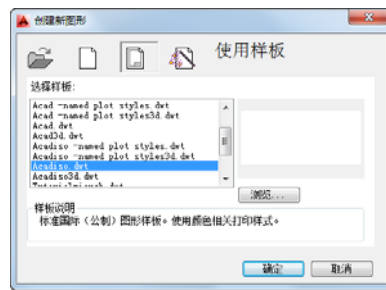 创建新图形
使用样板
选择样板:
Acad -named plot styles.dwt
Acad -named plot styles3d.dwt
Acad.dwt
Acad3d.dwt
Acadiso -named plot styles.dwt
Acadiso -named plot styles3d.dwt
Acadiso.dwt
Acadiso3d.dwt
浏览...
样板说明
标准国际（公制）图形样板。使用颜色相关打印样式。
确定
取消